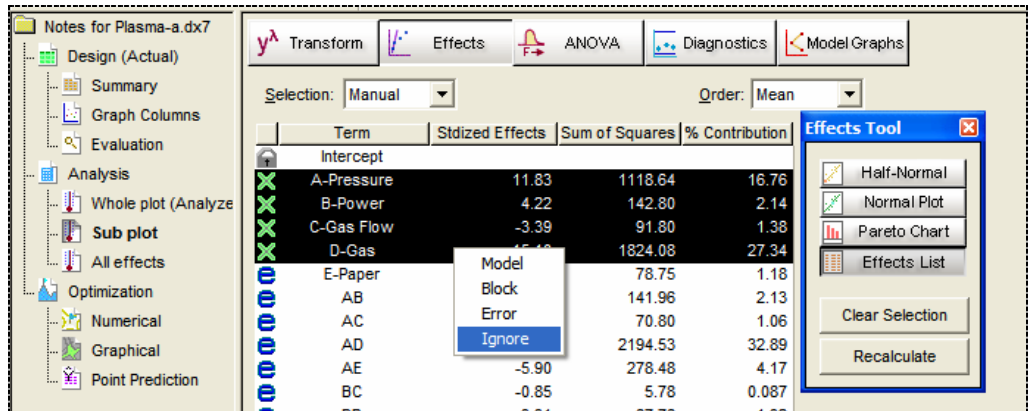 Notes for Plasma-a.dx7
Design (Actual)
Summary
Graph Columns
Evaluation
Analysis
Whole plot (Analyze
Sub plot
All effects
Optimization
Numerical
Graphical
Point Prediction
yλ Transform Effects F ANOVA Diagnostics Model Graphs
Selection: Manual Order: Mean
Term Stdized Effects Sum of Squares % Contribution
Intercept
A-Pressure 11.83 1118.64 16.76
B-Power 4.22 142.80 2.14
C-Gas Flow -3.39 91.80 1.38
D-Gas 1824.08 27.34
E-Paper 78.75 1.18
AB 141.96 2.13
AC 70.80 1.06
AD 2194.53 32.89
AE -5.90 278.48 4.17
BC -0.85 5.78 0.087
Model
Block
Error
Ignore
Effects Tool
Half-Normal
Normal Plot
Pareto Chart
Effects List
Clear Selection
Recalculate